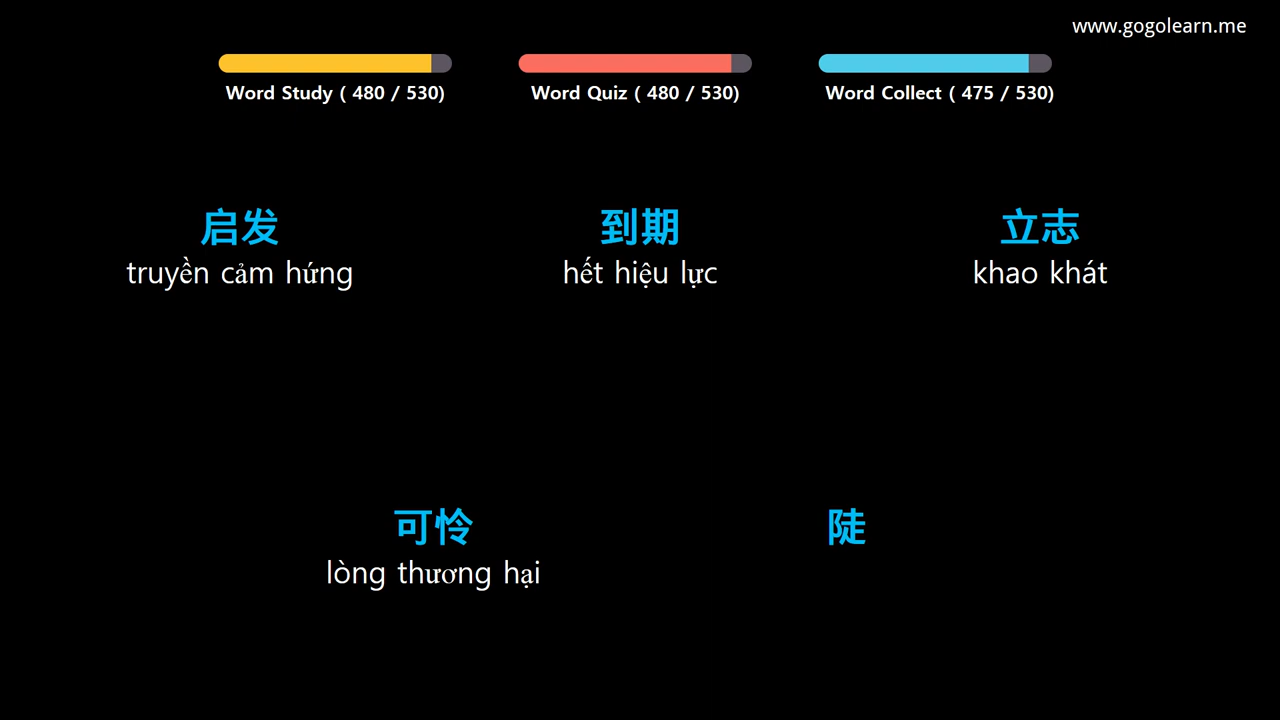 www.gogolearn.me
Word Study ( 480 / 530)
Word Quiz ( 480 / 530)
Word Collect ( 475 / 530)
启发
truyền cảm hứng
到期
hết hiệu lực
立志
khao khát
可怜
lòng thương hại
陡